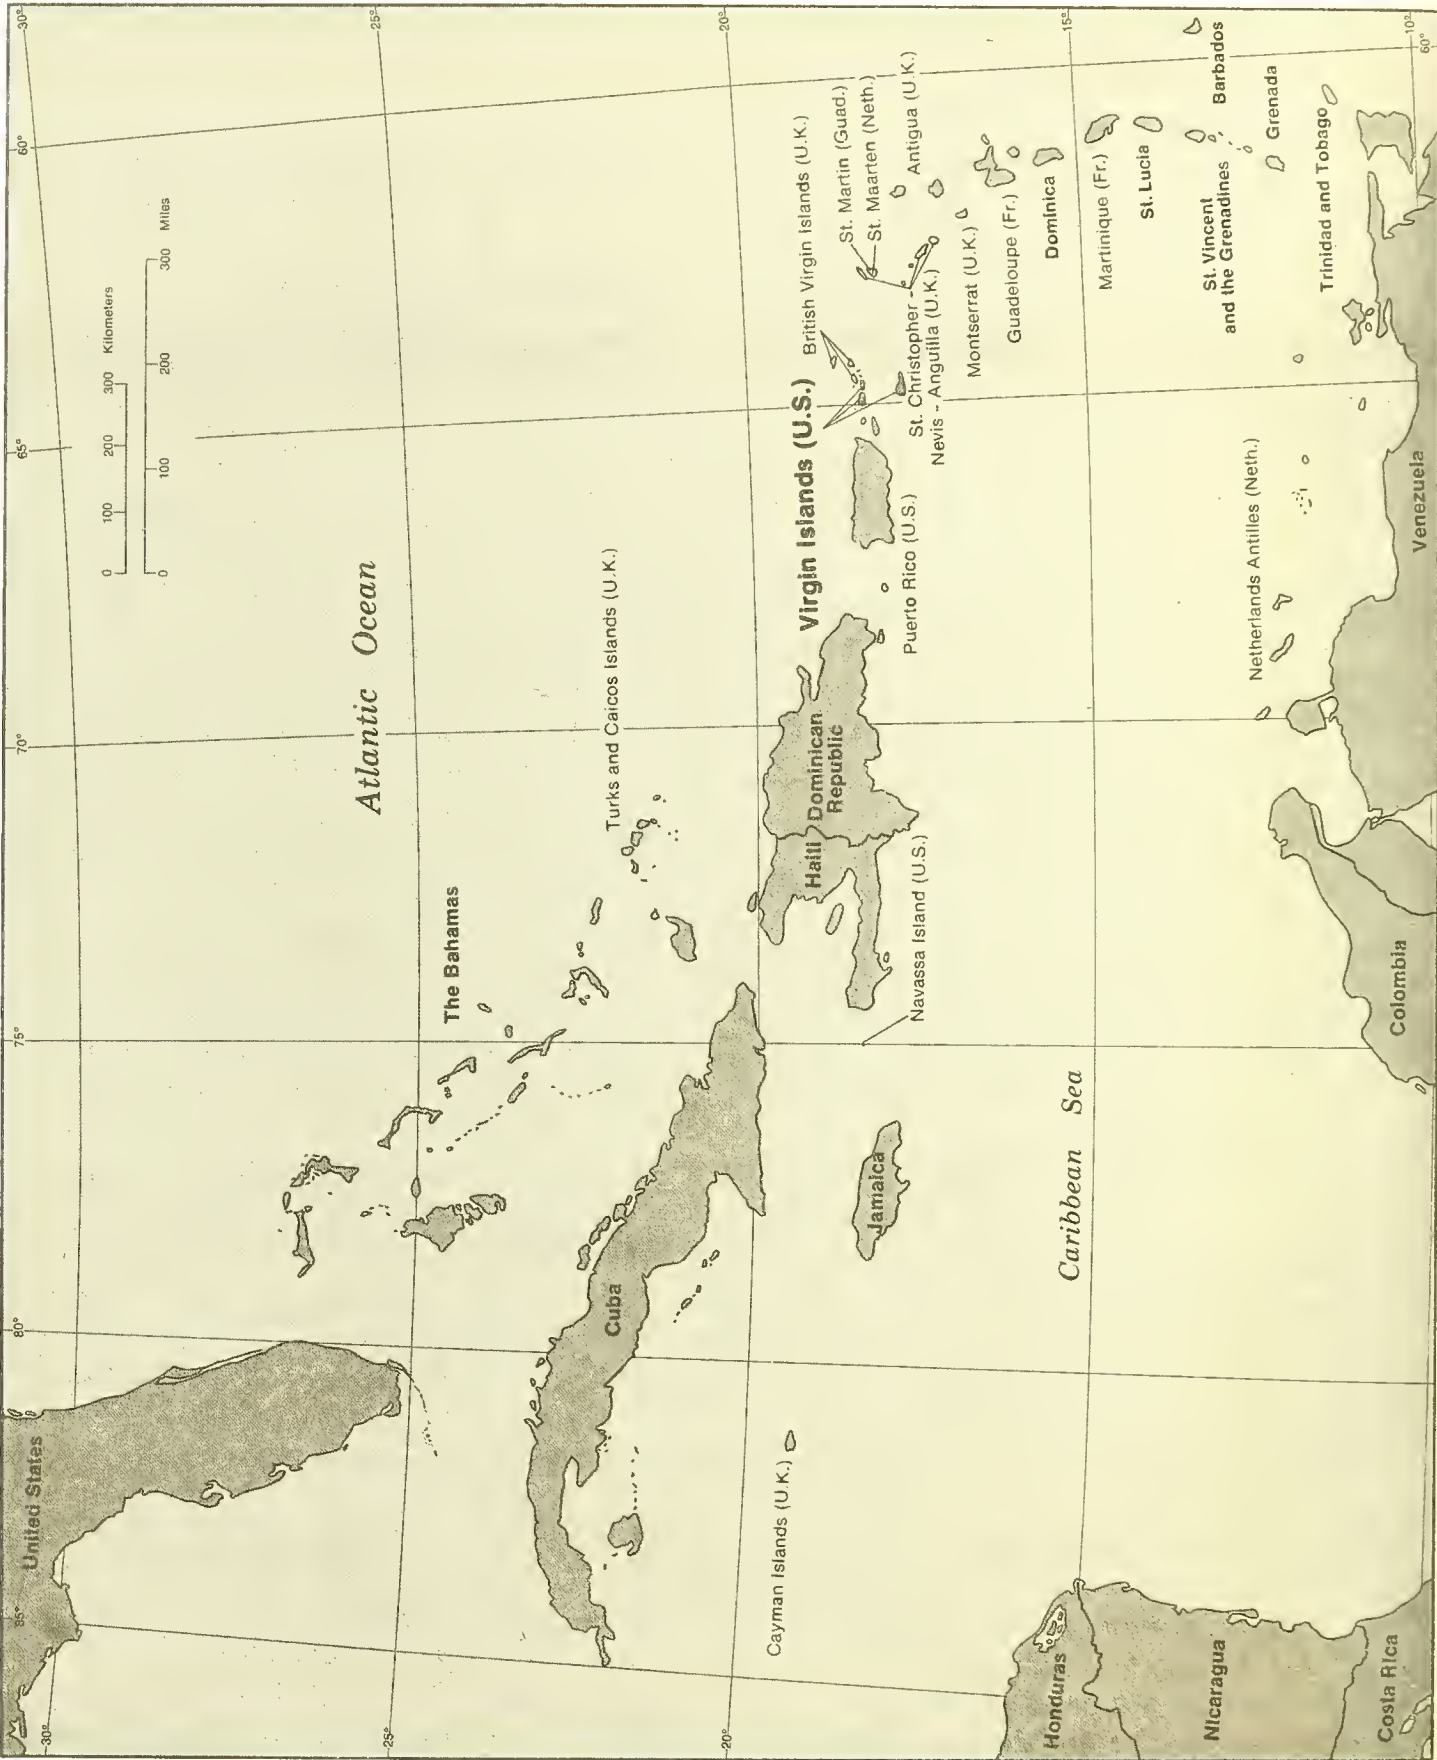 85°
80°
75°
70°
65°
60°
30°
30°
United States
0 100 200 300 Kilometers
0 100 200 300 Miles
Atlantic Ocean
25°
25°
The Bahamas
Turks and Caicos Islands (U.K.)
Cuba
20°
20°
Cayman Islands (U.K.)
Haiti
Dominican
Republic
Virgin Islands (U.S.)
British Virgin Islands (U.K.)
St. Martin (Guad.)
St. Maarten (Neth.)
Jamaica
Navassa Island (U.S.)
Puerto Rico (U.S.)
Antigua (U.K.)
St. Christopher -
Nevis - Anguilla (U.K.)
Montserrat (U.K.)
Guadeloupe (Fr.)
Dominica
Caribbean Sea
15°
Martinique (Fr.)
St. Lucia
Honduras
Nicaragua
St. Vincent
and the Grenadines
Barbados
Netherlands Antilles (Neth.)
Grenada
Trinidad and Tobago
Costa Rica
Colombia
Venezuela
10°
60°